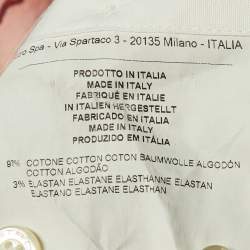 Spa - Via Spartaco 3 - 20135 Milano - ITALIA
PRODOTTO IN ITALIA
MADE IN ITALY
FABRIQUÉ EN ITALIE
IN ITALIEN HERGESTELLT
FABRICADO EN ITALIA
MADE IN ITALY
PRODUZIDO EM ITÁLIA
97% COTONE COTTON COTON BAUMWOLLE ALGODÓN
COTTON ALGODÃO
3% ELASTAN ELASTANE ELASTHANNE ELASTAN
ELASTANO ELASTANE ELASTHAN